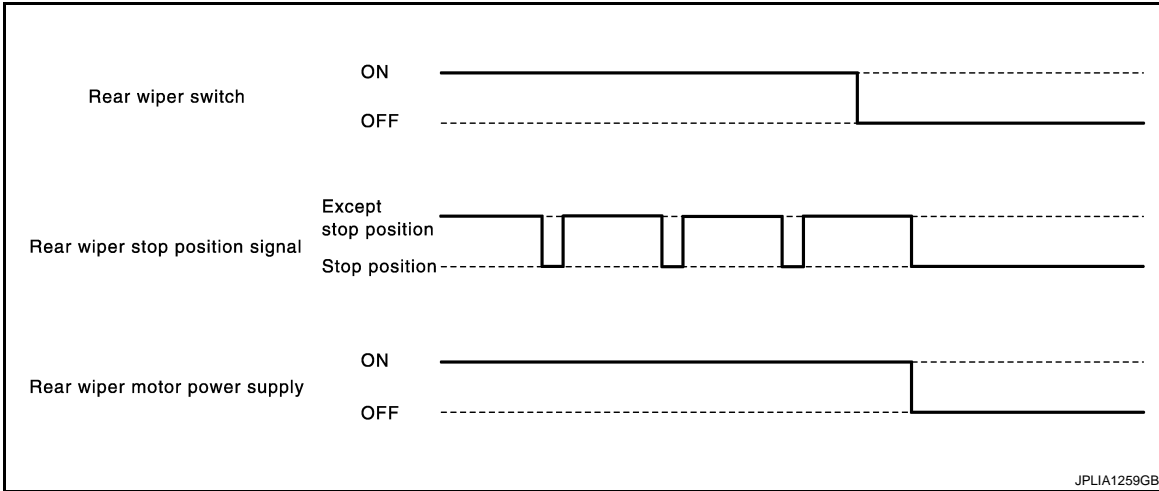 ON
Rear wiper switch
OFF
Except
stop position
Rear wiper stop position signal
Stop position
ON
Rear wiper motor power supply
OFF
JPLIA1259GB